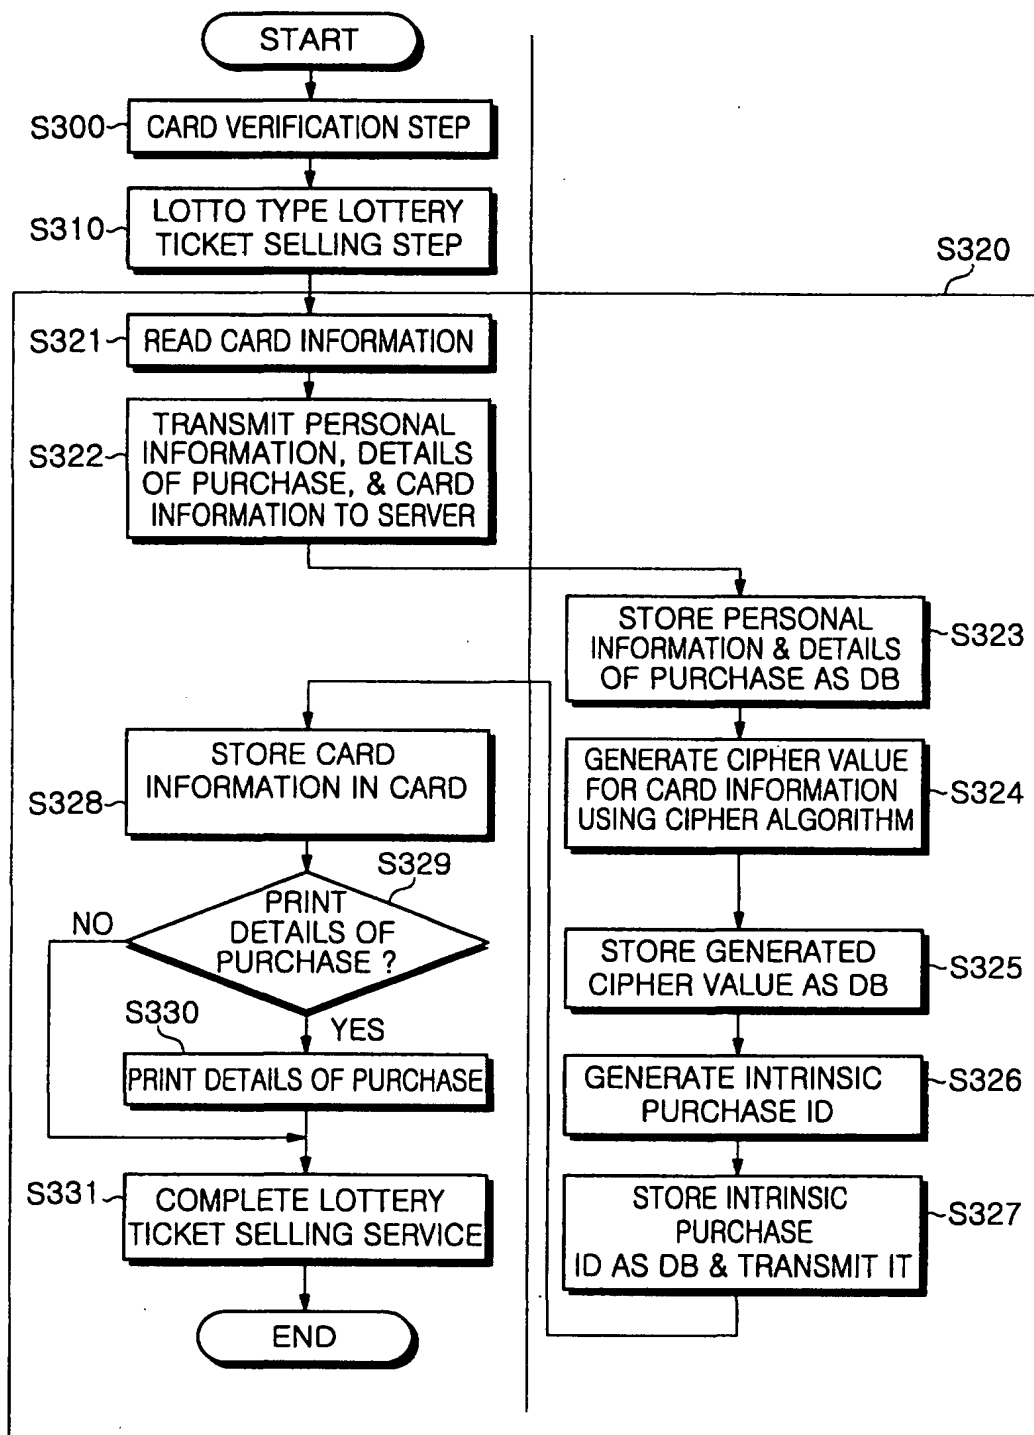 START
S300
CARD VERIFICATION STEP
S310
LOTTO TYPE LOTTERY
TICKET SELLING STEP
S320
S321
READ CARD INFORMATION
S322
TRANSMIT PERSONAL
INFORMATION, DETAILS
OF PURCHASE, & CARD
INFORMATION TO SERVER
STORE PERSONAL
INFORMATION & DETAILS
OF PURCHASE AS DB
S323
GENERATE CIPHER VALUE
FOR CARD INFORMATION
USING CIPHER ALGORITHM
S324
STORE GENERATED
CIPHER VALUE AS DB
S325
GENERATE INTRINSIC
PURCHASE ID
S326
STORE INTRINSIC
PURCHASE
ID AS DB & TRANSMIT IT
S327
STORE CARD
INFORMATION IN CARD
S328
S329
PRINT
DETAILS OF
PURCHASE ?
NO
YES
S330
PRINT DETAILS OF PURCHASE
S331
COMPLETE LOTTERY
TICKET SELLING SERVICE
END